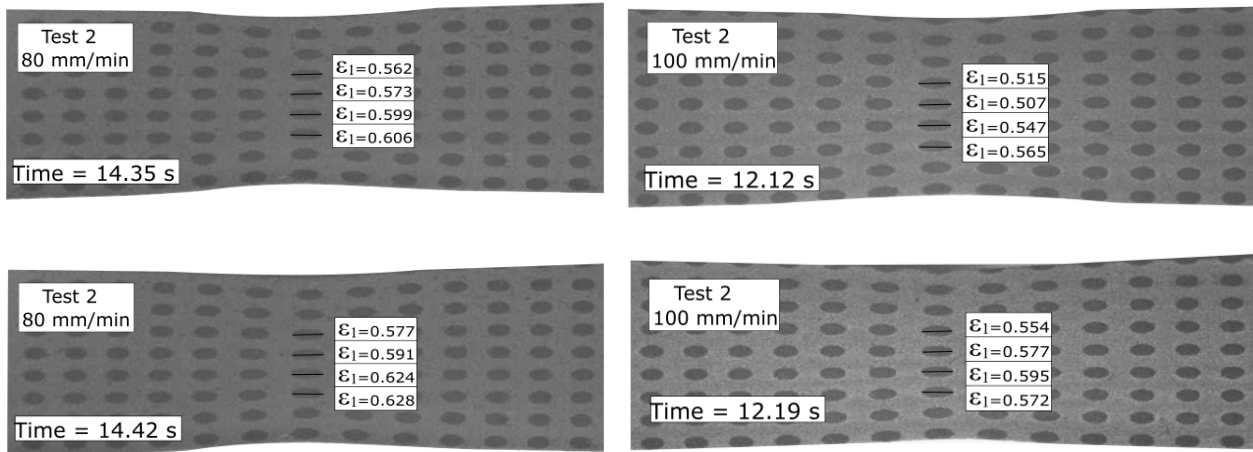 Test 2
80 mm/min
ε1=0.562
ε1=0.573
ε1=0.599
ε1=0.606
Time = 14.35 s
Test 2
100 mm/min
ε1=0.515
ε1=0.507
ε1=0.547
ε1=0.565
Time = 12.12 s
Test 2
80 mm/min
ε1=0.577
ε1=0.591
ε1=0.624
ε1=0.628
Time = 14.42 s
Test 2
100 mm/min
ε1=0.554
ε1=0.577
ε1=0.595
ε1=0.572
Time = 12.19 s